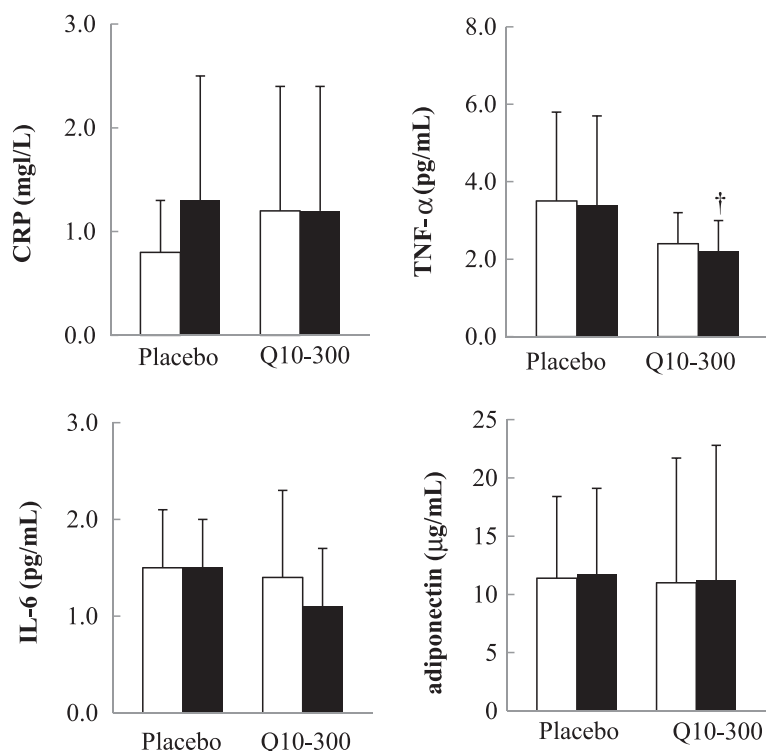 3.0
2.0
1.0
0.0
CRP (mgl/L)
Placebo
Q10-300
8.0
6.0
4.0
2.0
0.0
TNF-α (pg/mL)
†
Placebo
Q10-300
3.0
2.0
1.0
0.0
IL-6 (pg/mL)
Placebo
Q10-300
25
20
15
10
5
0
adiponectin (µg/mL)
Placebo
Q10-300